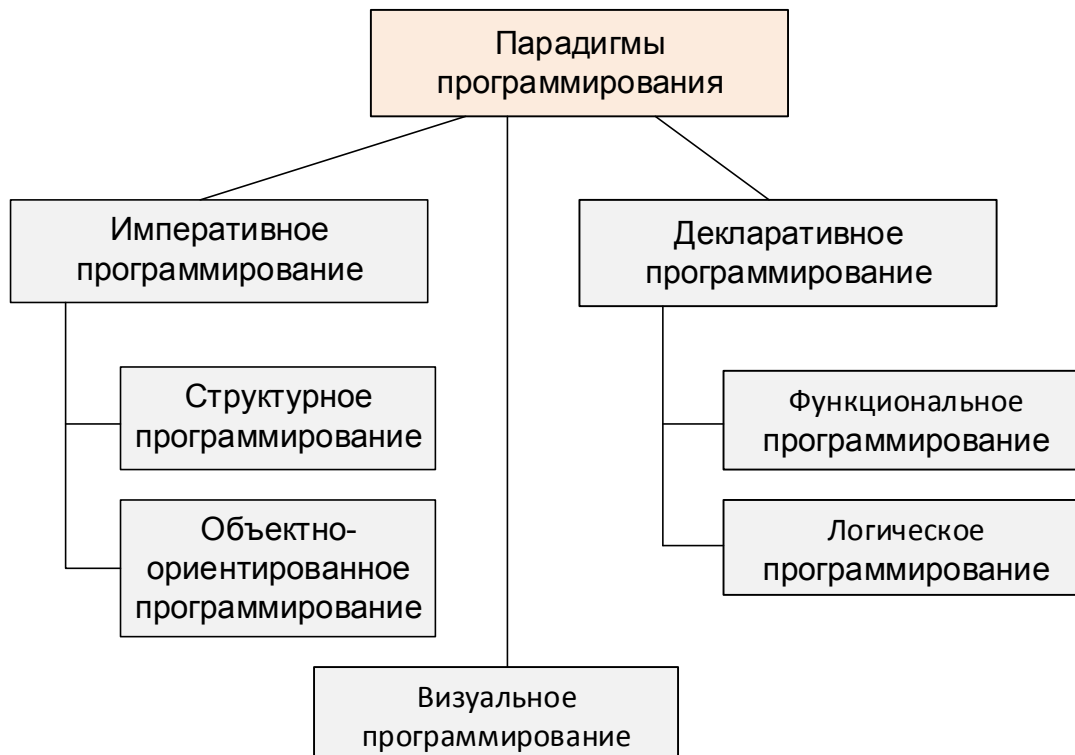 Парадигмы
программирования
Императивное
программирование
Структурное
программирование
Объектно-
ориентированное
программирование
Визуальное
программирование
Декларативное
программирование
Функциональное
программирование
Логическое
программирование